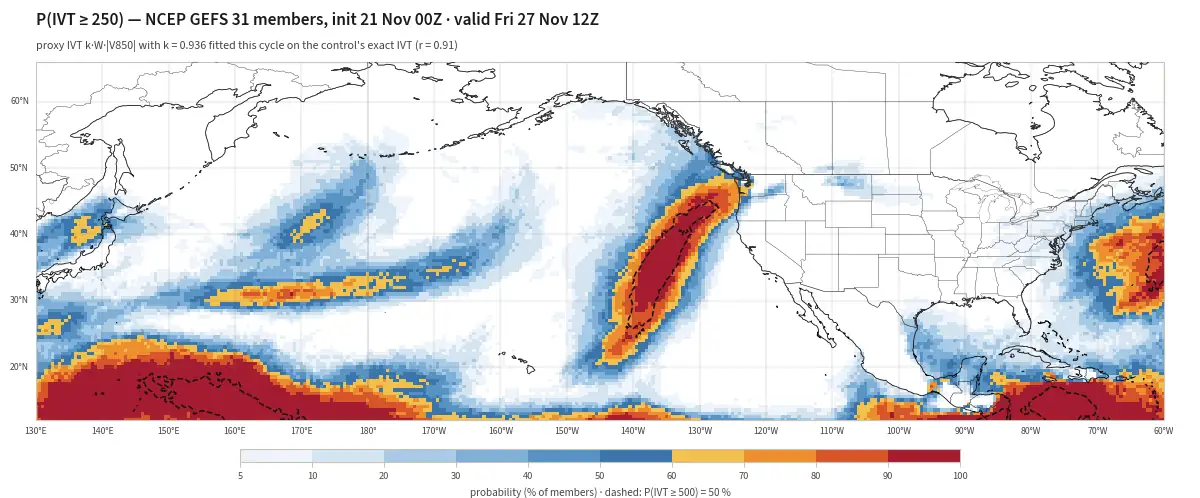 P(IVT ≥ 250) — NCEP GEFS 31 members, init 21 Nov 00Z · valid Fri 27 Nov 12Z
proxy IVT k·W·|V850| with k = 0.936 fitted this cycle on the control's exact IVT (r = 0.91)
60°N
50°N
40°N
30°N
20°N
130°E 140°E 150°E 160°E 170°E 180° 170°W 160°W 150°W 140°W 130°W 120°W 110°W 100°W 90°W 80°W 70°W 60°W
5 10 20 30 40 50 60 70 80 90 100
probability (% of members) · dashed: P(IVT ≥ 500) = 50 %